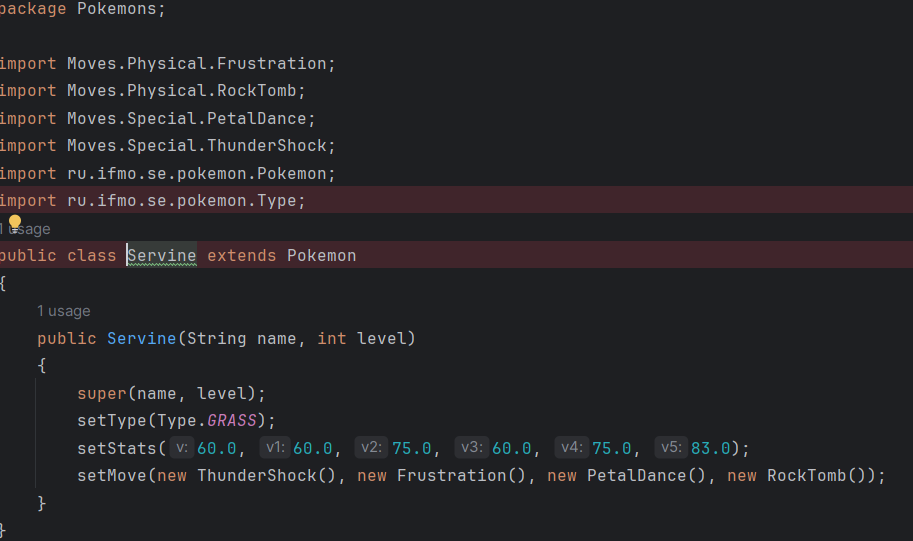 package Pokemons;
import Moves.Physical.Frustration;
import Moves.Physical.RockTomb;
import Moves.Special.PetalDance;
import Moves.Special.ThunderShock;
import ru.ifmo.se.pokemon.Pokemon;
import ru.ifmo.se.pokemon.Type;
1 usage
public class Servine extends Pokemon
{
1 usage
public Servine(String name, int level)
{
super(name, level);
setType(Type.GRASS);
setStats( v: 60.0, v1: 60.0, v2: 75.0, v3: 60.0, v4: 75.0, v5: 83.0);
setMove(new ThunderShock(), new Frustration(), new PetalDance(), new RockTomb());
}
}